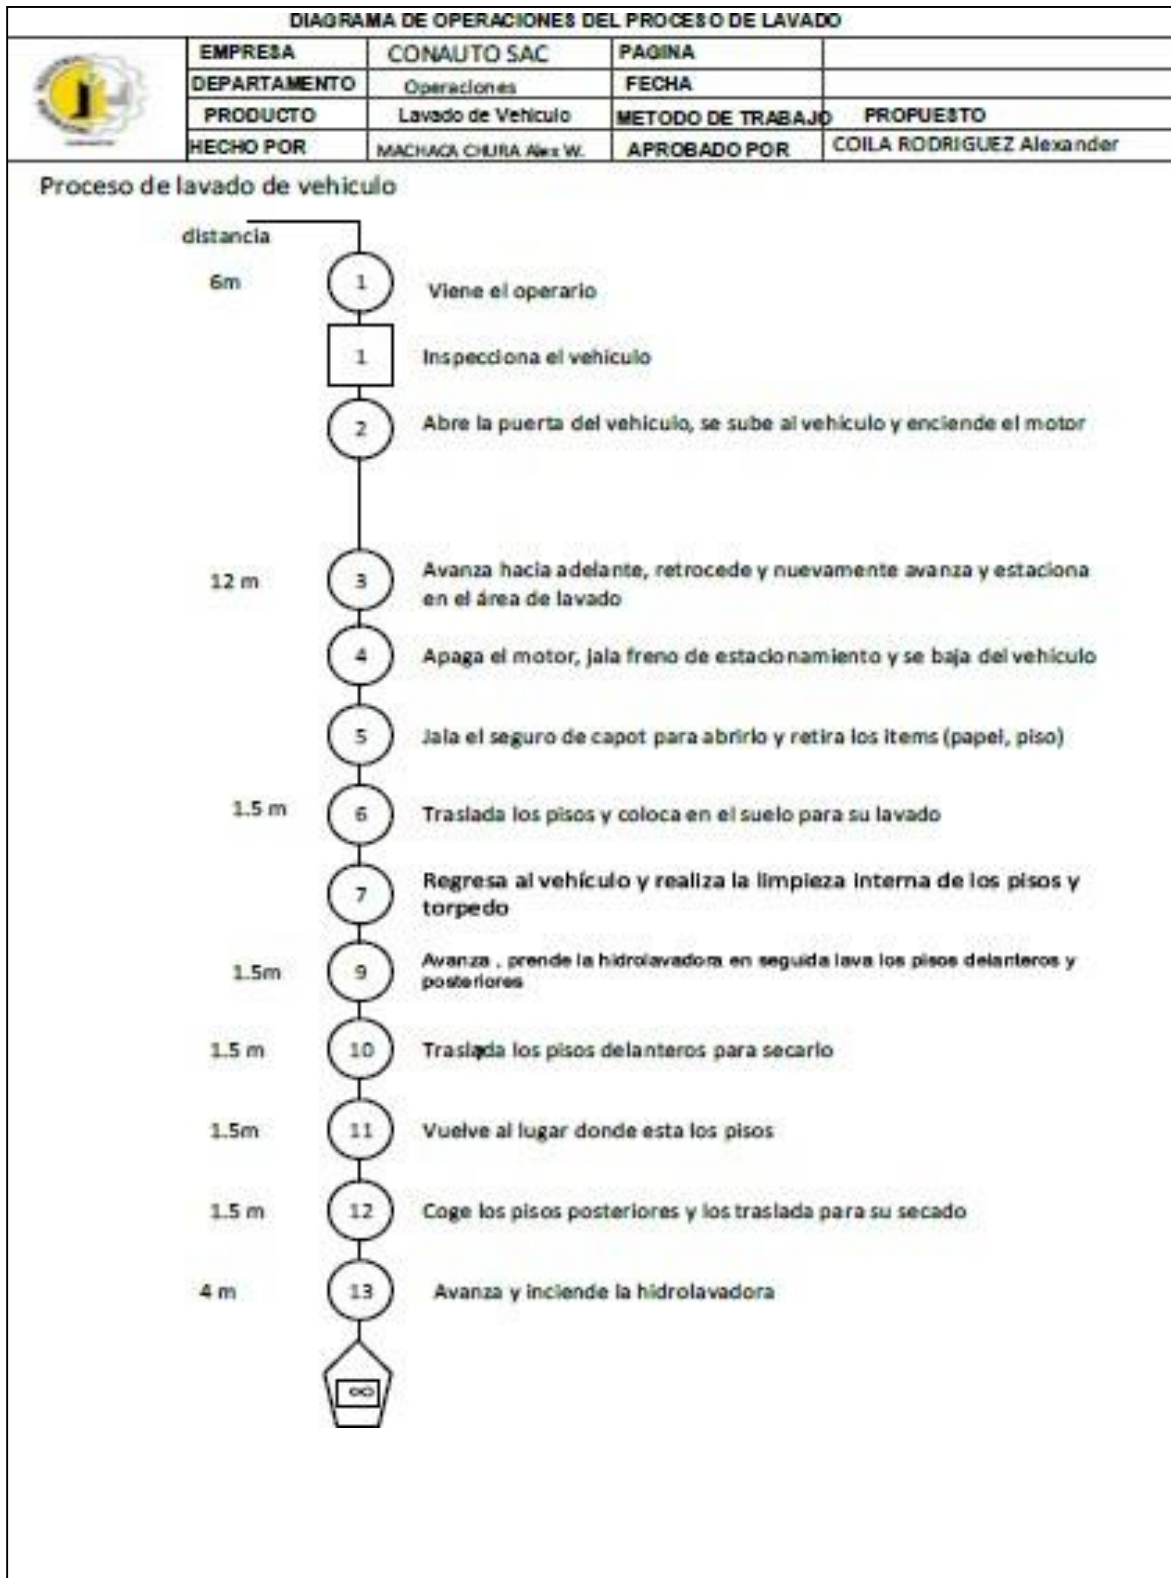 DIAGRAMA DE OPERACIONES DEL PROCESO DE LAVADO
EMPRESA CONAUTO SAC PAGINA
DEPARTAMENTO Operaciones FECHA
PRODUCTO Lavado de Vehiculo METODO DE TRABAJO PROPUESTO
HECHO POR MACHACA CHURA Alex W. APROBADO POR COILA RODRIGUEZ Alexander
Proceso de lavado de vehiculo
distancia
6m 1 Viene el operario
1 Inspecciona el vehiculo
2 Abre la puerta del vehiculo, se sube al vehiculo y enciende el motor
12 m 3 Avanza hacia adelante, retrocede y nuevamente avanza y estaciona
en el área de lavado
4 Apaga el motor, jala freno de estacionamiento y se baja del vehiculo
5 Jala el seguro de capot para abrirlo y retira los items (papel, piso)
1.5 m 6 Traslada los pisos y coloca en el suelo para su lavado
7 Regresa al vehículo y realiza la limpieza interna de los pisos y
torpedo
1.5m 9 Avanza , prende la hidrolavadora en seguida lava los pisos delanteros y
posteriores
1.5 m 10 Traslada los pisos delanteros para secarlo
1.5m 11 Vuelve al lugar donde esta los pisos
1.5 m 12 Coge los pisos posteriores y los traslada para su secado
4 m 13 Avanza y inciende la hidrolavadora
∞